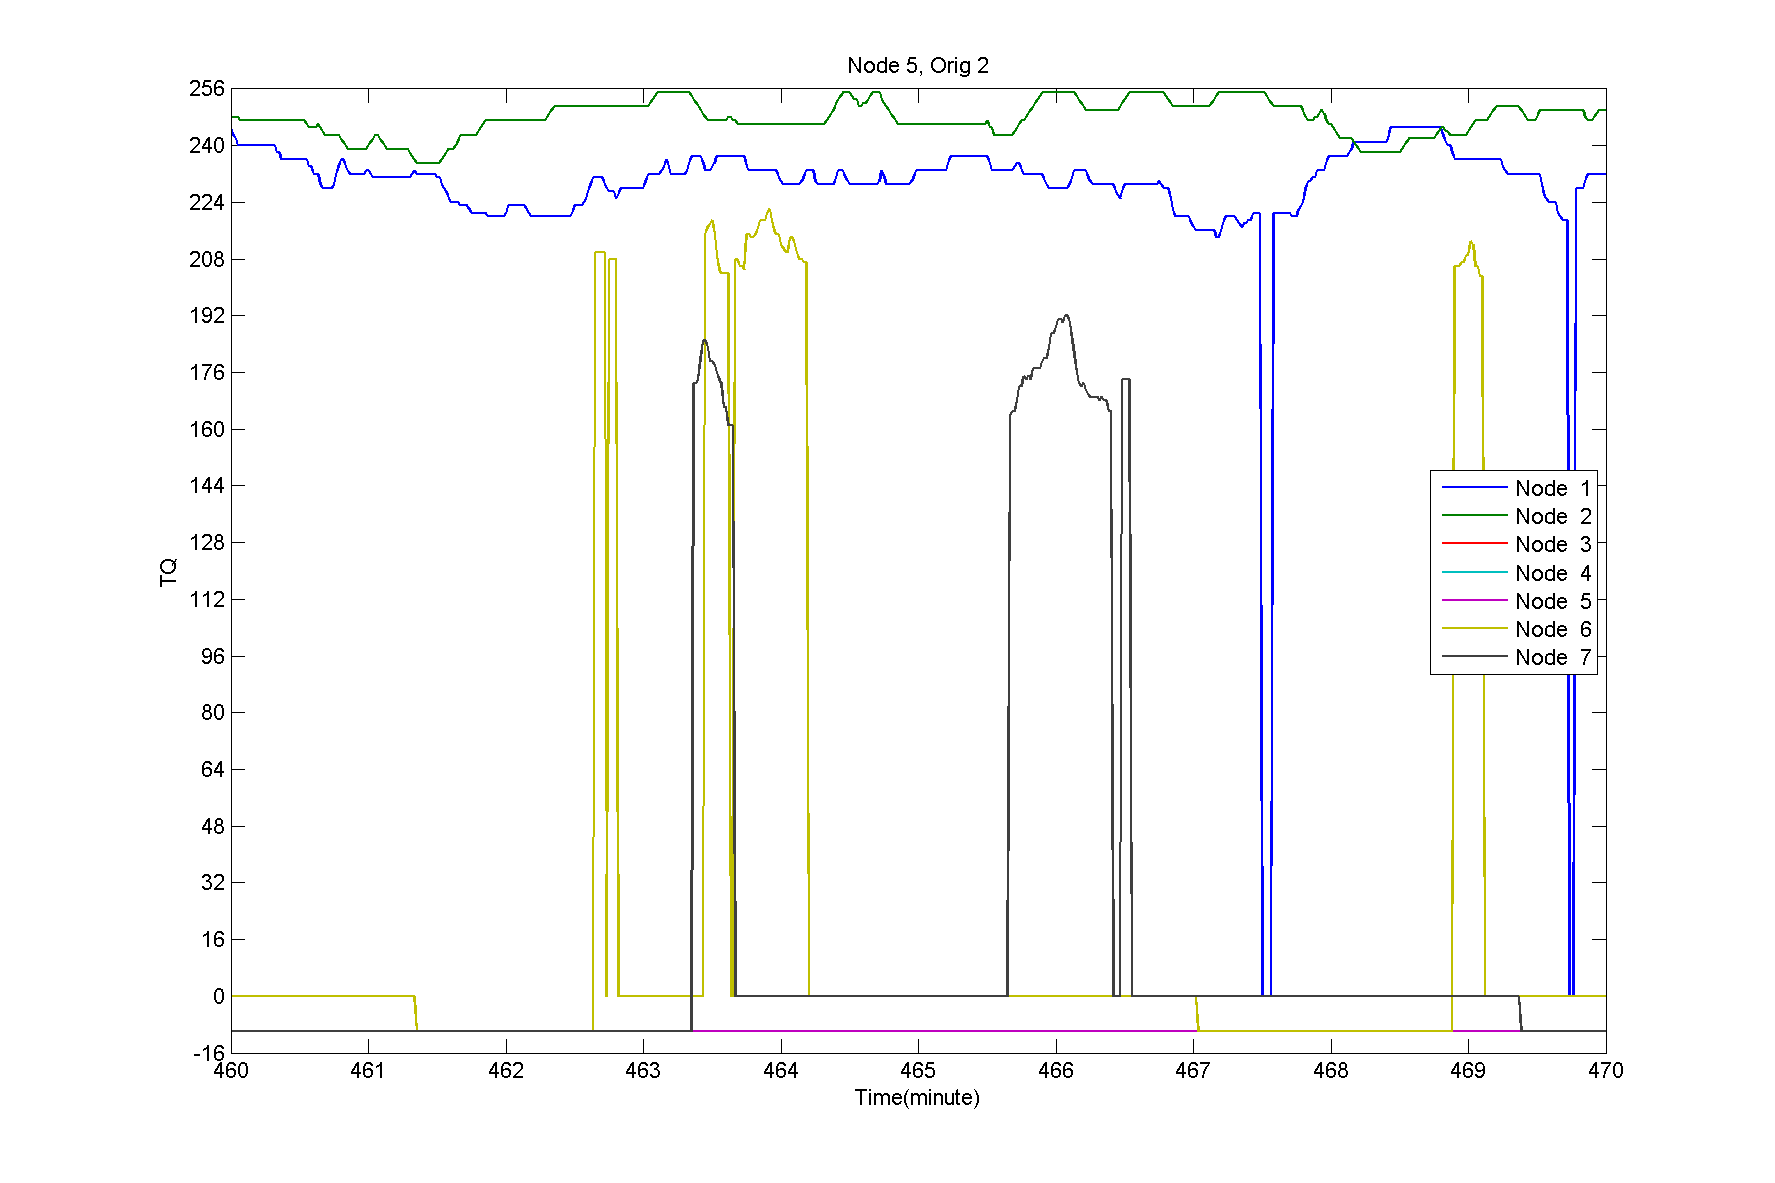 Node 5, Orig 2
256
240
224
208
192
176
160
144
128
112
96
80
64
48
32
16
0
-16
TQ
Node 1
Node 2
Node 3
Node 4
Node 5
Node 6
Node 7
460 461 462 463 464 465 466 467 468 469 470
Time(minute)